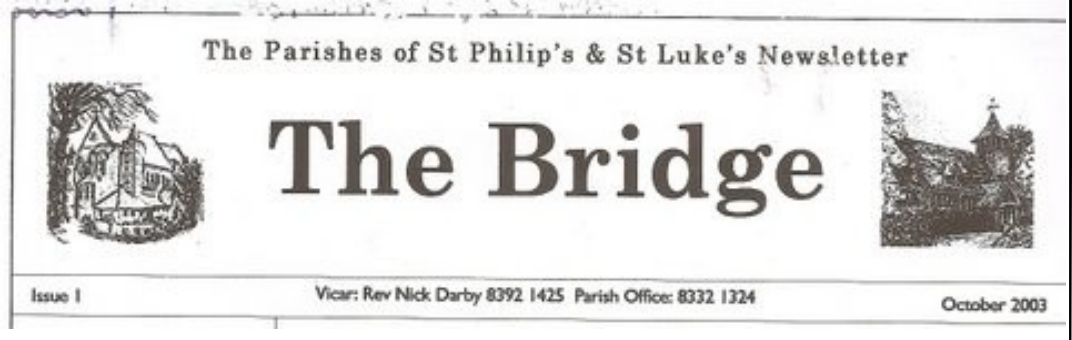 The Parishes of St Philip's & St Luke's Newsletter
The Bridge
Issue 1
Vicar: Rev Nick Darby 8392 1425 Parish Office: 8332 1324
October 2003